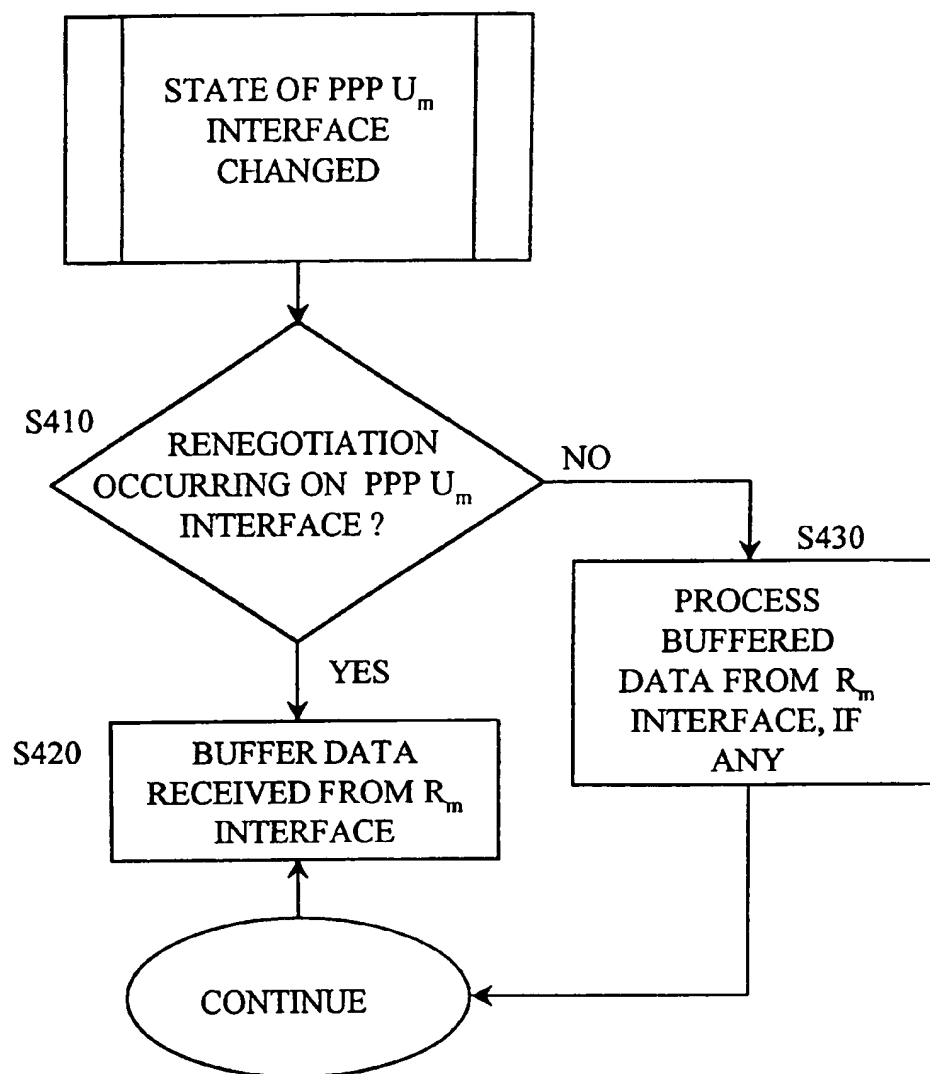 STATE OF PPP Um
INTERFACE
CHANGED
S410
RENEGOTIATION
OCCURRING ON PPP Um
INTERFACE ?
NO
S430
PROCESS
BUFFERED
DATA FROM Rm
INTERFACE, IF
ANY
YES
S420
BUFFER DATA
RECEIVED FROM Rm
INTERFACE
CONTINUE